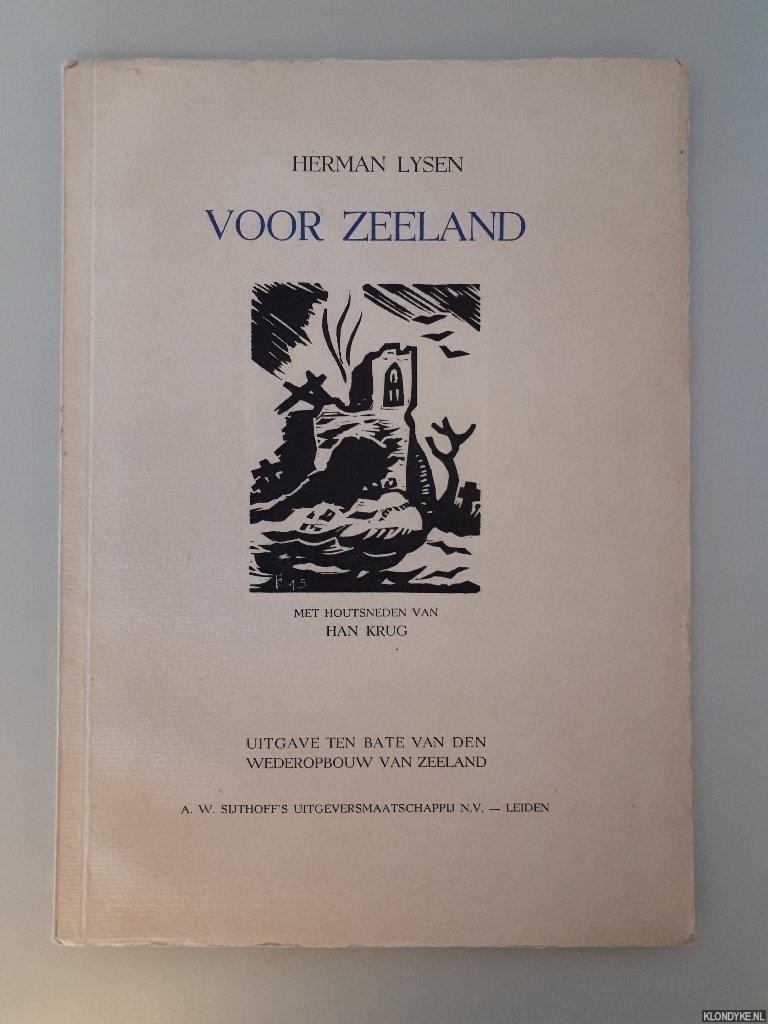 HERMAN LYSEN
VOOR ZEELAND
K 45
MET HOUTSNEDEN VAN
HAN KRUG
UITGAVE TEN BATE VAN DEN
WEDEROPBOUW VAN ZEELAND
A. W. SIJTHOFF'S UITGEVERSMAATSCHAPPIJ N.V. — LEIDEN
KLONDYKE.NL